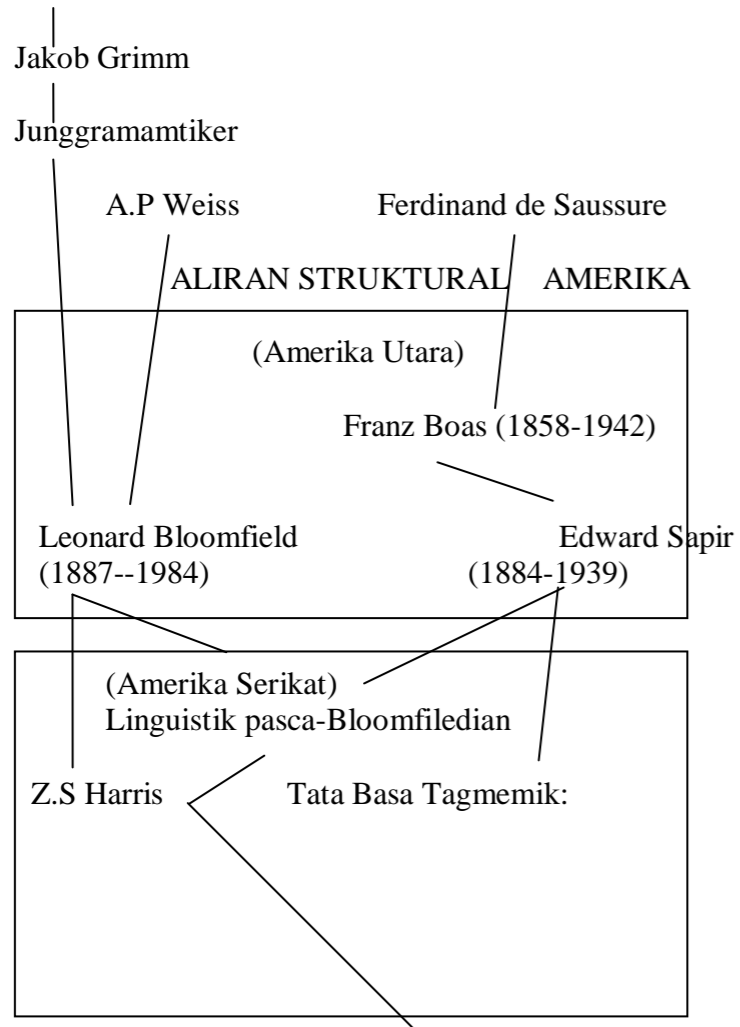 Jakob Grimm
Junggramamtiker
A.P Weiss Ferdinand de Saussure
ALIRAN STRUKTURAL AMERIKA
(Amerika Utara)
Franz Boas (1858-1942)
Leonard Bloomfield Edward Sapir
(1887--1984) (1884-1939)
(Amerika Serikat)
Linguistik pasca-Bloomfiledian
Z.S Harris Tata Basa Tagmemik: